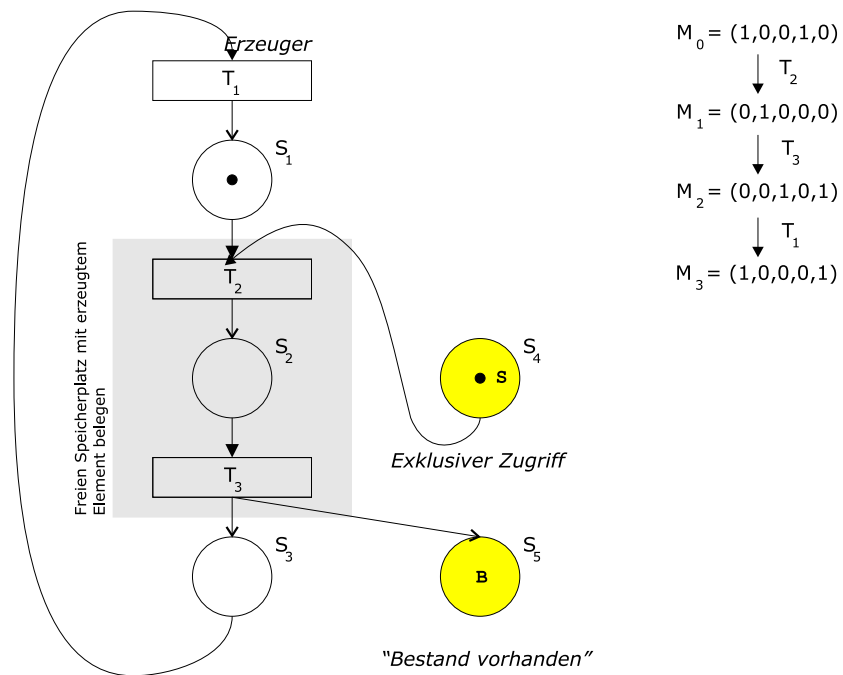 Erzeuger
T1
S1
T2
S2
T3
S3
Freien Speicherplatz mit erzeugtem
Element belegen
S4
S
Exklusiver Zugriff
S5
B
“Bestand vorhanden”
M0 = (1,0,0,1,0)
T2
M1 = (0,1,0,0,0)
T3
M2 = (0,0,1,0,1)
T1
M3 = (1,0,0,0,1)